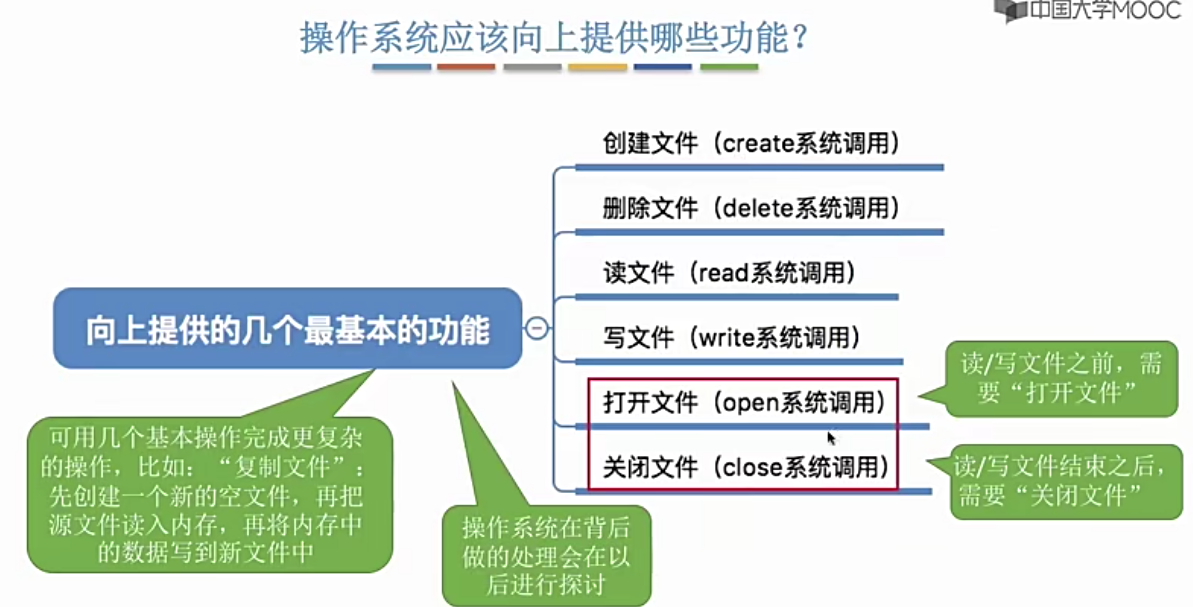 中国大学MOOC
操作系统应该向上提供哪些功能？
创建文件（create系统调用）
删除文件（delete系统调用）
读文件（read系统调用）
向上提供的几个最基本的功能
写文件（write系统调用）
读/写文件之前，需
要“打开文件”
打开文件（open系统调用）
关闭文件（close系统调用）
读/写文件结束之后，
需要“关闭文件”
可用几个基本操作完成更复杂
的操作，比如：“复制文件”：
先创建一个新的空文件，再把
源文件读入内存，再将内存中
的数据写到新文件中
操作系统在背后
做的处理会在以
后进行探讨